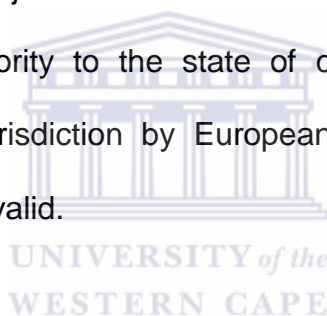 ority to the state of
risdiction by European
valid.
UNIVERSITY of the
WESTERN CAPE